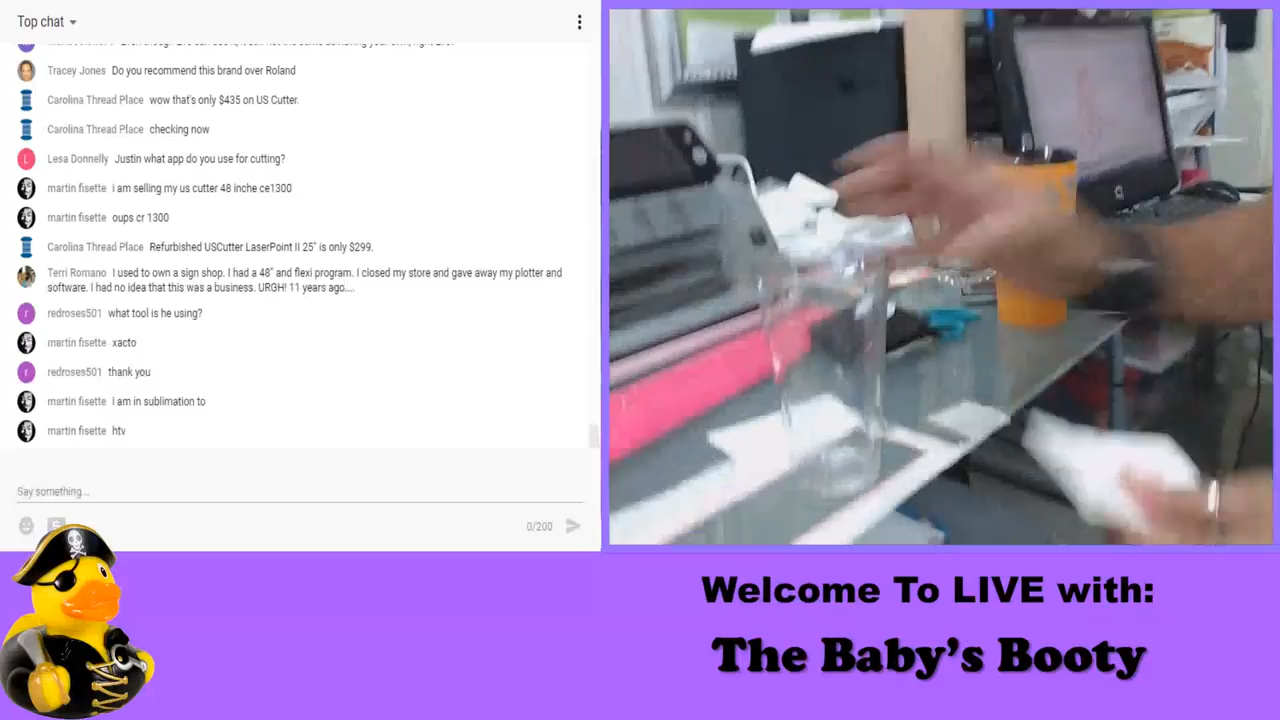 Top chat
Tracey Jones Do you recommend this brand over Roland
Carolina Thread Place wow that's only $435 on US Cutter.
Carolina Thread Place checking now
L Lesa Donnelly Justin what app do you use for cutting?
martin fisette i am selling my us cutter 48 inche ce1300
martin fisette oups cr 1300
Carolina Thread Place Refurbished USCutter LaserPoint II 25" is only $299.
Terri Romano I used to own a sign shop. I had a 48" and flexi program. I closed my store and gave away my plotter and
software. I had no idea that this was a business. URGH! 11 years ago....
r redroses501 what tool is he using?
martin fisette xacto
r redroses501 thank you
martin fisette I am in sublimation to
martin fisette htv
Say something...
0/200
Welcome To LIVE with:
The Baby's Booty